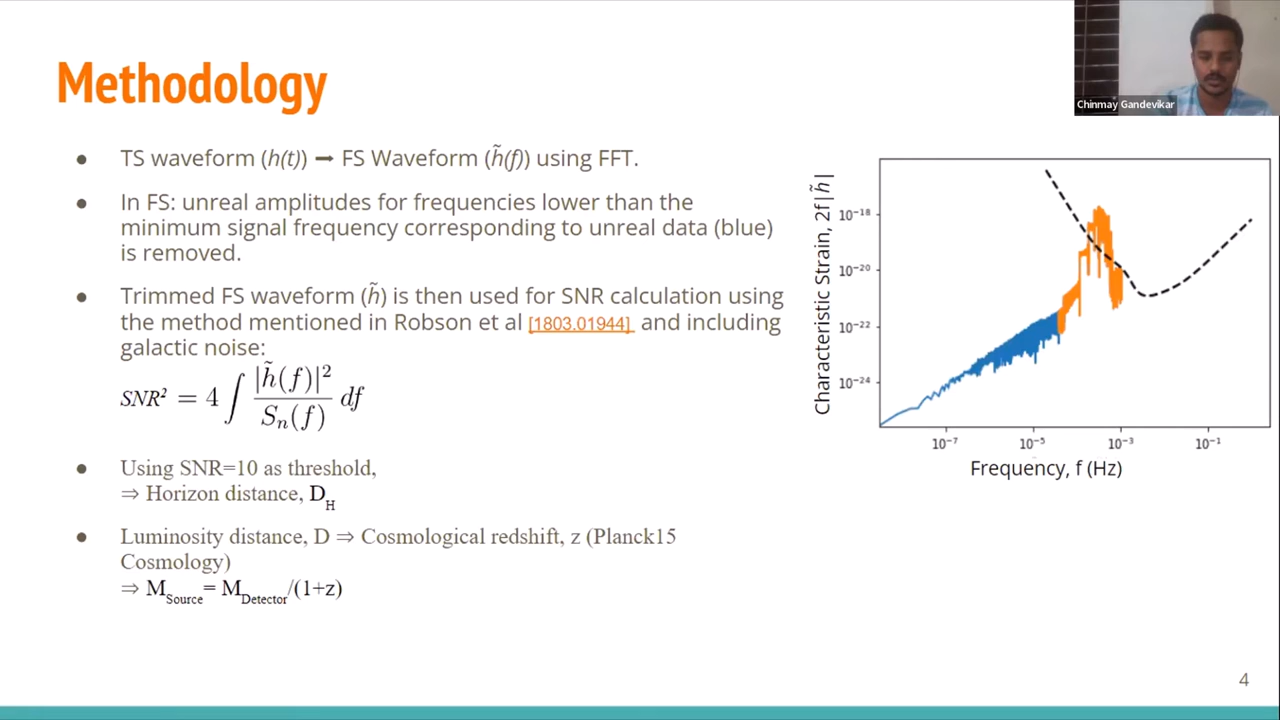 Methodology
Chinmay Gandevikar
● TS waveform (h(t)) ➡ FS Waveform (h̃(f)) using FFT.
● In FS: unreal amplitudes for frequencies lower than the
minimum signal frequency corresponding to unreal data (blue)
is removed.
● Trimmed FS waveform (h̃) is then used for SNR calculation using
the method mentioned in Robson et al [1803.01944] and including
galactic noise:
SNR² = 4 ∫ |h̃(f)|² / Sₙ(f) df
● Using SNR=10 as threshold,
⇒ Horizon distance, D_H
● Luminosity distance, D ⇒ Cosmological redshift, z (Planck15
Cosmology)
⇒ M_Source = M_Detector/(1+z)
Characteristic Strain, 2f|h̃|
10⁻¹⁸
10⁻²⁰
10⁻²²
10⁻²⁴
10⁻⁷ 10⁻⁵ 10⁻³ 10⁻¹
Frequency, f (Hz)
4